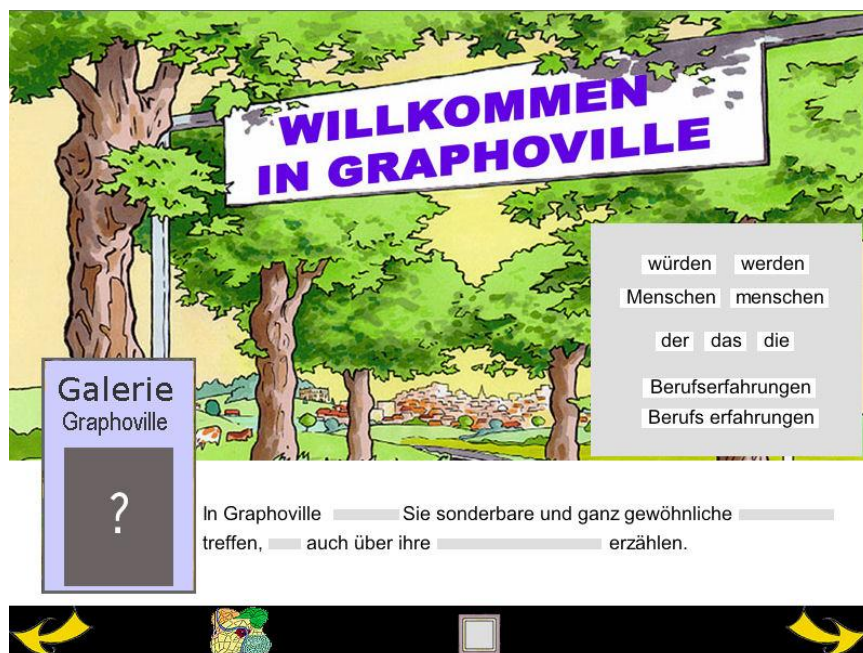 WILLKOMMEN
IN GRAPHOVILLE
würden werden
Menschen menschen
der das die
Berufserfahrungen
Berufs erfahrungen
Galerie
Graphoville
?
In Graphoville Sie sonderbare und ganz gewöhnliche
treffen, auch über ihre erzählen.